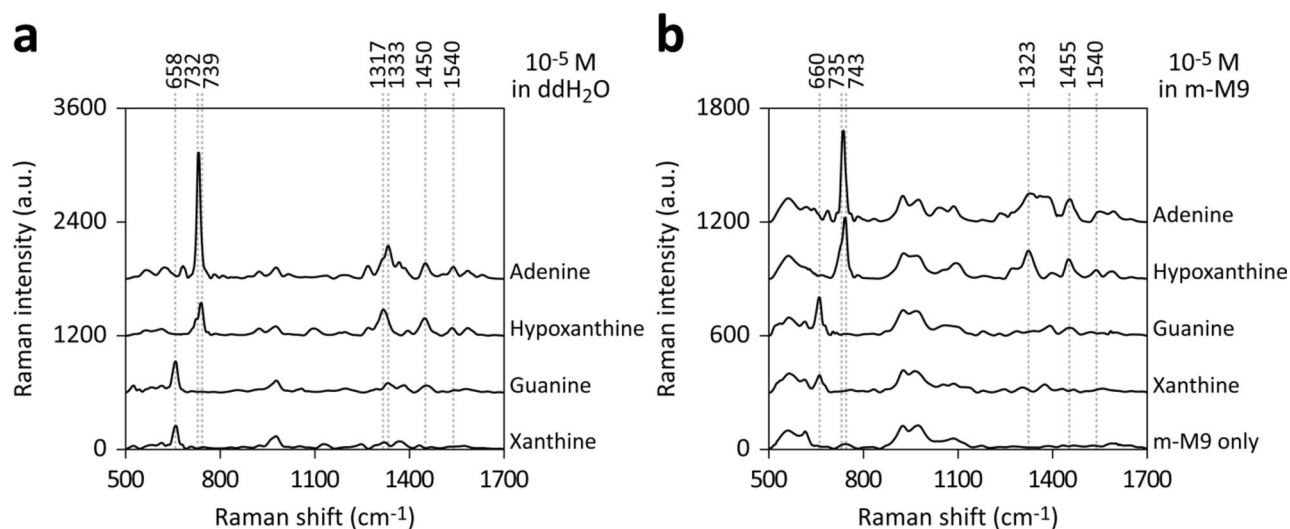 a
658
732
739
1317
1333
1450
1540
10⁻⁵ M
in ddH₂O
Raman intensity (a.u.)
3600
2400
1200
0
Adenine
Hypoxanthine
Guanine
Xanthine
500
800
1100
1400
1700
Raman shift (cm⁻¹)
b
660
735
743
1323
1455
1540
10⁻⁵ M
in m-M9
Raman intensity (a.u.)
1800
1200
600
0
Adenine
Hypoxanthine
Guanine
Xanthine
m-M9 only
500
800
1100
1400
1700
Raman shift (cm⁻¹)